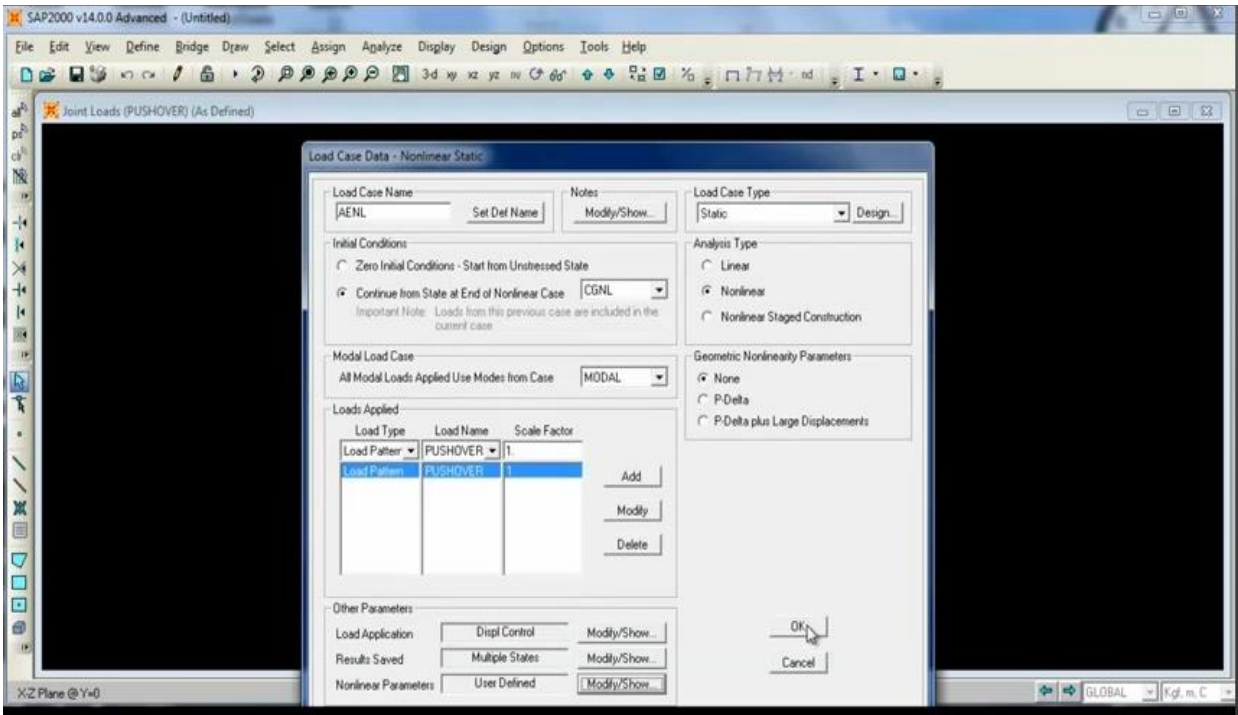 SAP2000 v14.0.0 Advanced - (Untitled)
File Edit View Define Bridge Draw Select Assign Analyze Display Design Options Tools Help
3-d xy xz yz nv
nd
Joint Loads (PUSHOVER) (As Defined)
Load Case Data - Nonlinear Static
Load Case Name
AENL
Set Def Name
Notes
Modify/Show...
Load Case Type
Static
Design...
Initial Conditions
Zero Initial Conditions - Start from Unstressed State
Continue from State at End of Nonlinear Case CGNL
Important Note: Loads from this previous case are included in the
current case
Analysis Type
Linear
Nonlinear
Nonlinear Staged Construction
Modal Load Case
All Modal Loads Applied Use Modes from Case MODAL
Geometric Nonlinearity Parameters
None
P-Delta
P-Delta plus Large Displacements
Loads Applied
Load Type Load Name Scale Factor
Load Pattern PUSHOVER 1.
Load Pattern PUSHOVER 1
Add
Modify
Delete
Other Parameters
Load Application Displ Control Modify/Show...
Results Saved Multiple States Modify/Show...
Nonlinear Parameters User Defined Modify/Show...
OK
Cancel
X-Z Plane @ Y=0
GLOBAL
Kgf, m, C